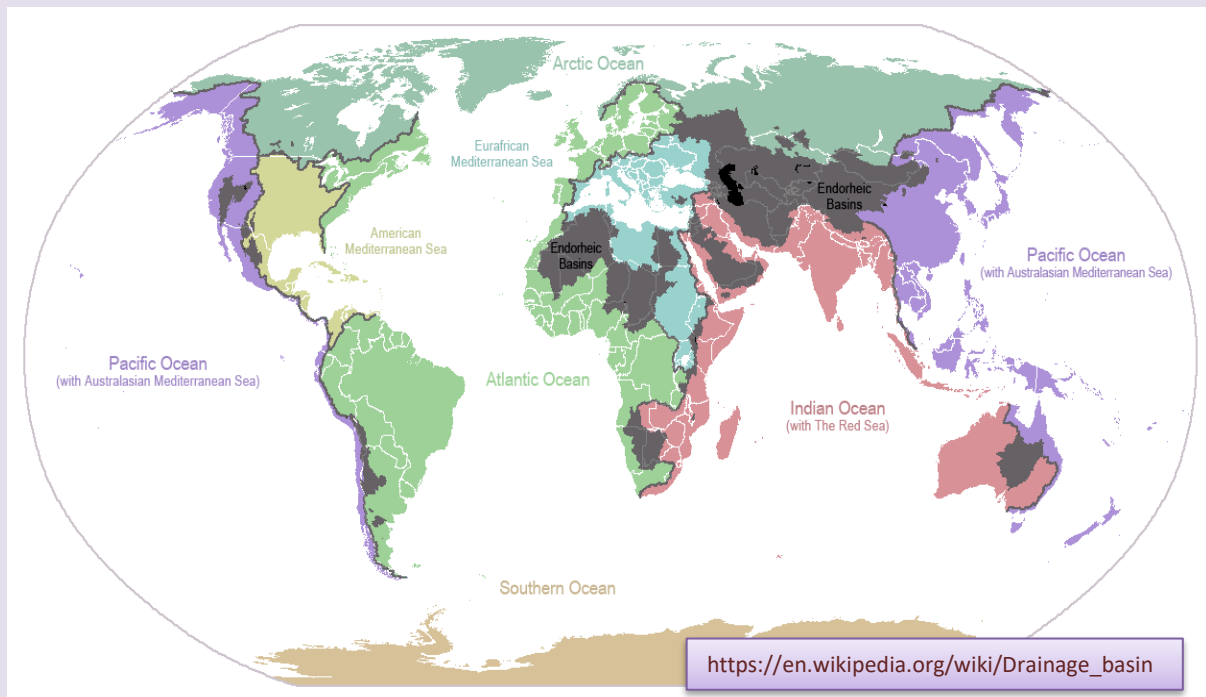 Arctic Ocean
Eurafrican
Mediterranean Sea
Endorheic
Basins
American
Mediterranean Sea
Endorheic
Basins
Pacific Ocean
(with Australasian Mediterranean Sea)
Pacific Ocean
(with Australasian Mediterranean Sea)
Atlantic Ocean
Indian Ocean
(with The Red Sea)
Southern Ocean
https://en.wikipedia.org/wiki/Drainage_basin